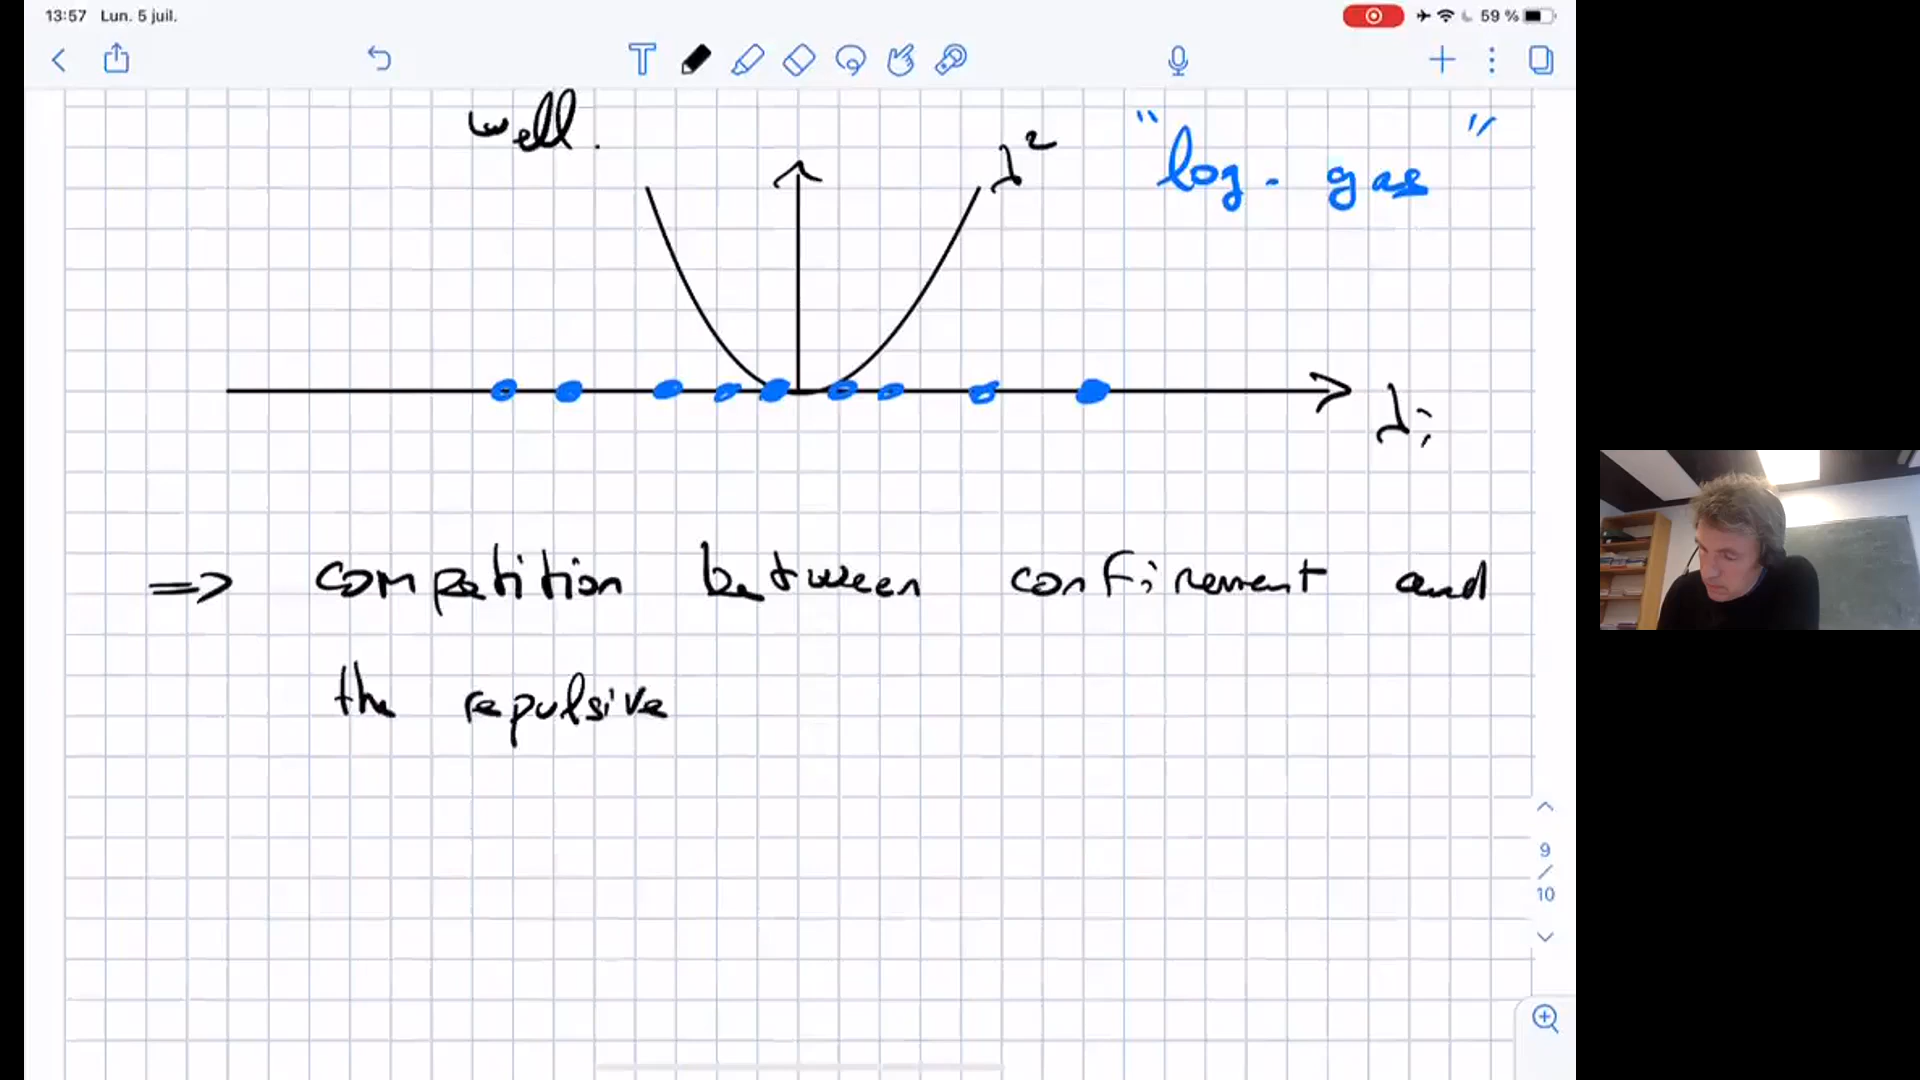 13:57 Lun. 5 juil. 59 %
T
well.
λ²
"log-gas"
λi
=> competition between confinement and
the repulsive
9
/
10